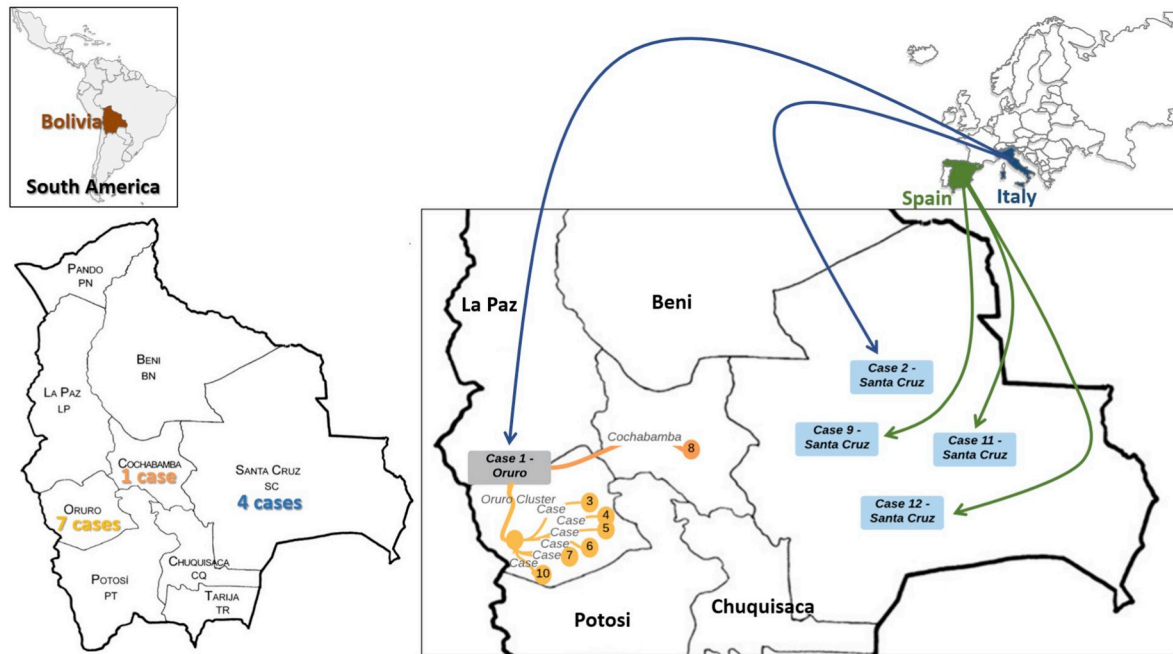 Bolivia
South America
Spain
Italy
PANDO
PN
BENI
BN
LA PAZ
LP
COCHABAMBA
1 case
SANTA CRUZ
SC
4 cases
ORURO
7 cases
POTOSÍ
PT
CHUQUISACA
CQ
TARIJA
TR
La Paz
Beni
Case 2 -
Santa Cruz
Case 9 -
Santa Cruz
Case 11 -
Santa Cruz
Case 12 -
Santa Cruz
Cochabamba
8
Case 1 -
Oruro
Oruro Cluster
Case 3
Case 4
Case 5
Case 6
Case 7
Case 10
Potosi
Chuquisaca